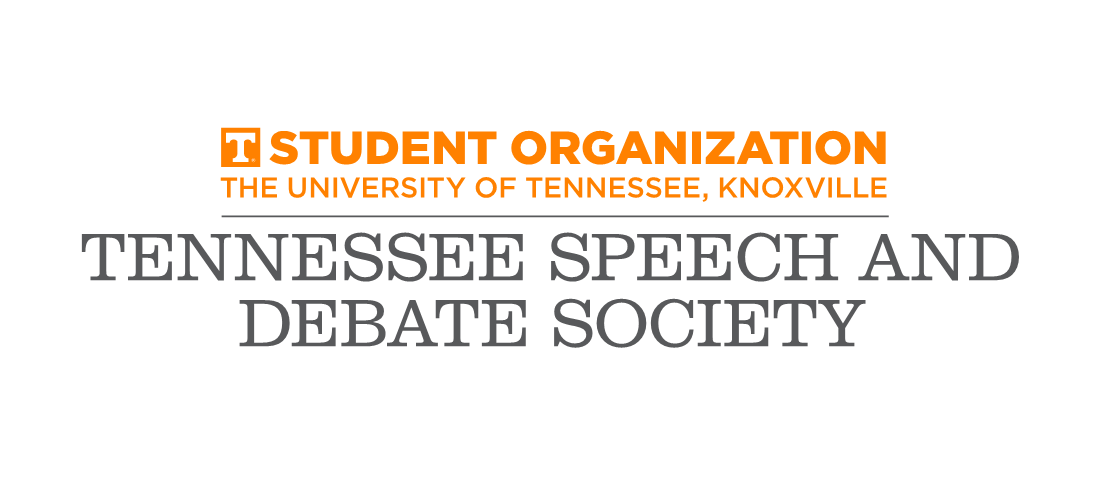 T STUDENT ORGANIZATION
THE UNIVERSITY OF TENNESSEE, KNOXVILLE
TENNESSEE SPEECH AND
DEBATE SOCIETY